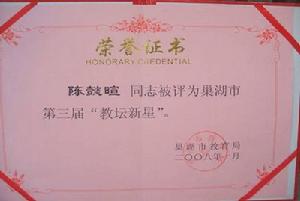 荣誉证书
HONORARY CREDENTIAL
陈懿暄 同志被评为巢湖市
第三届“教坛新星”。
巢湖市教育局
二〇〇八年一月